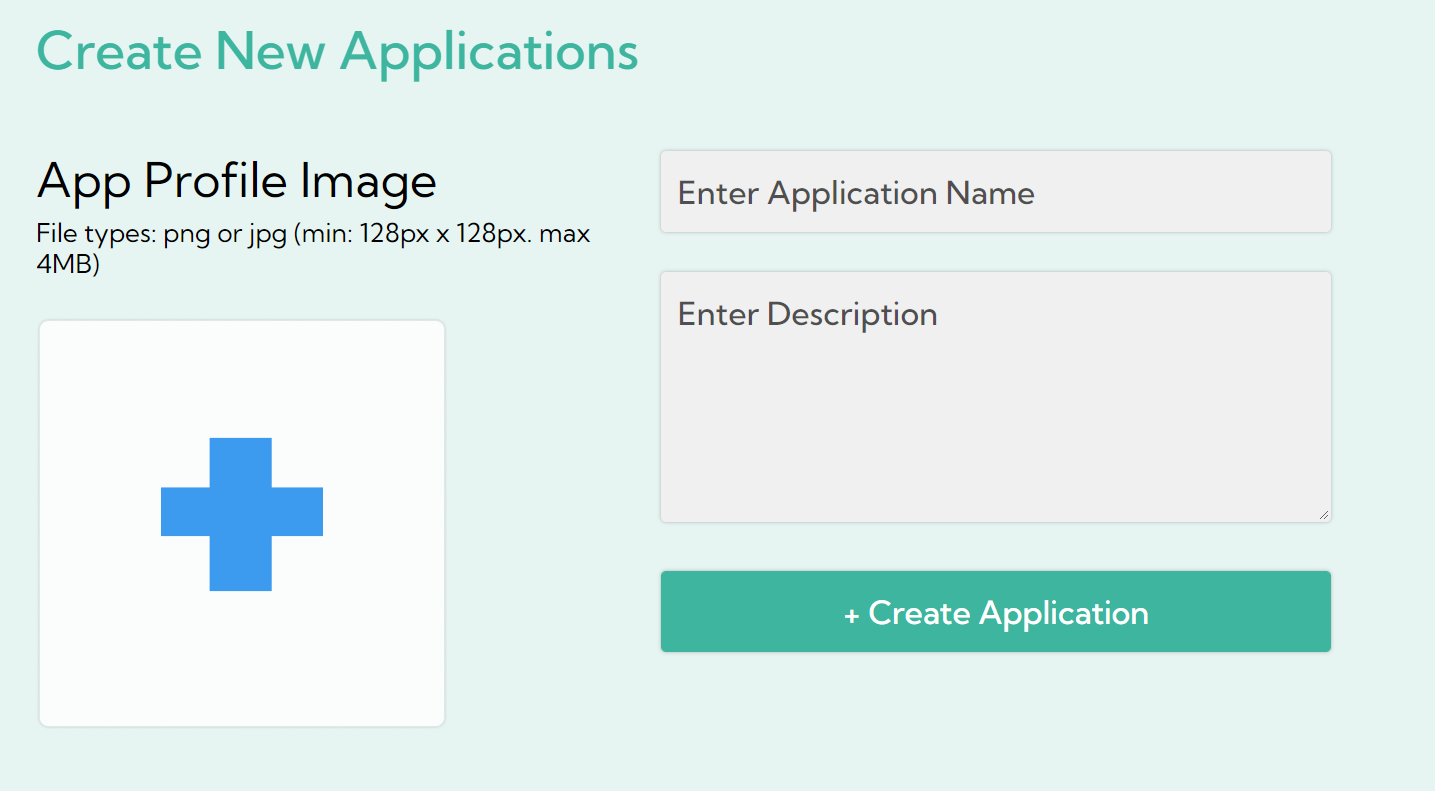 Create New Applications
App Profile Image
File types: png or jpg (min: 128px x 128px. max
4MB)
Enter Application Name
Enter Description
+ Create Application